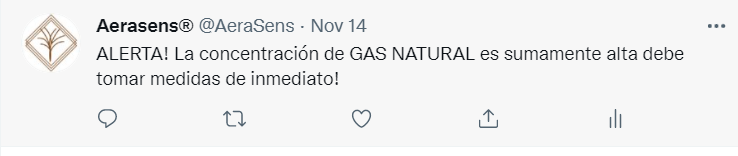 Aerasens® @AeraSens · Nov 14
ALERTA! La concentración de GAS NATURAL es sumamente alta debe
tomar medidas de inmediato!